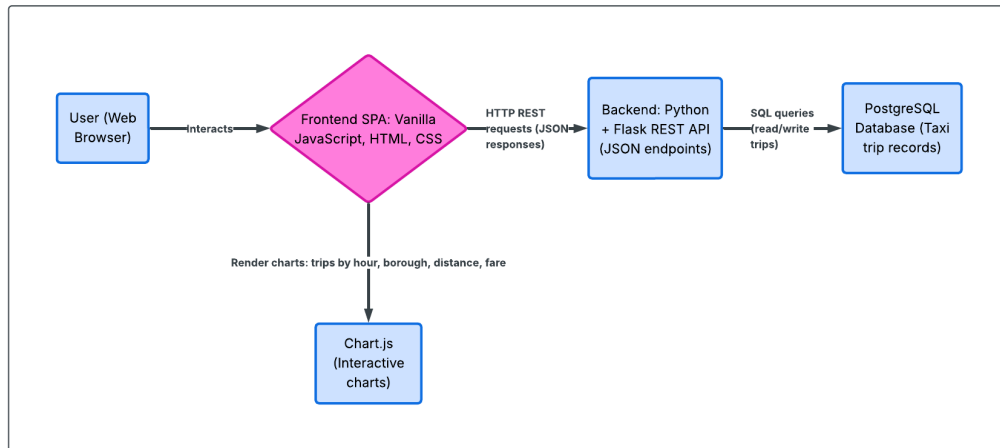 User (Web
Browser)
Interacts
Frontend SPA: Vanilla
JavaScript, HTML, CSS
HTTP REST
requests (JSON
responses)
Backend: Python
+ Flask REST API
(JSON endpoints)
SQL queries
(read/write
trips)
PostgreSQL
Database (Taxi
trip records)
Render charts: trips by hour, borough, distance, fare
Chart.js
(Interactive
charts)